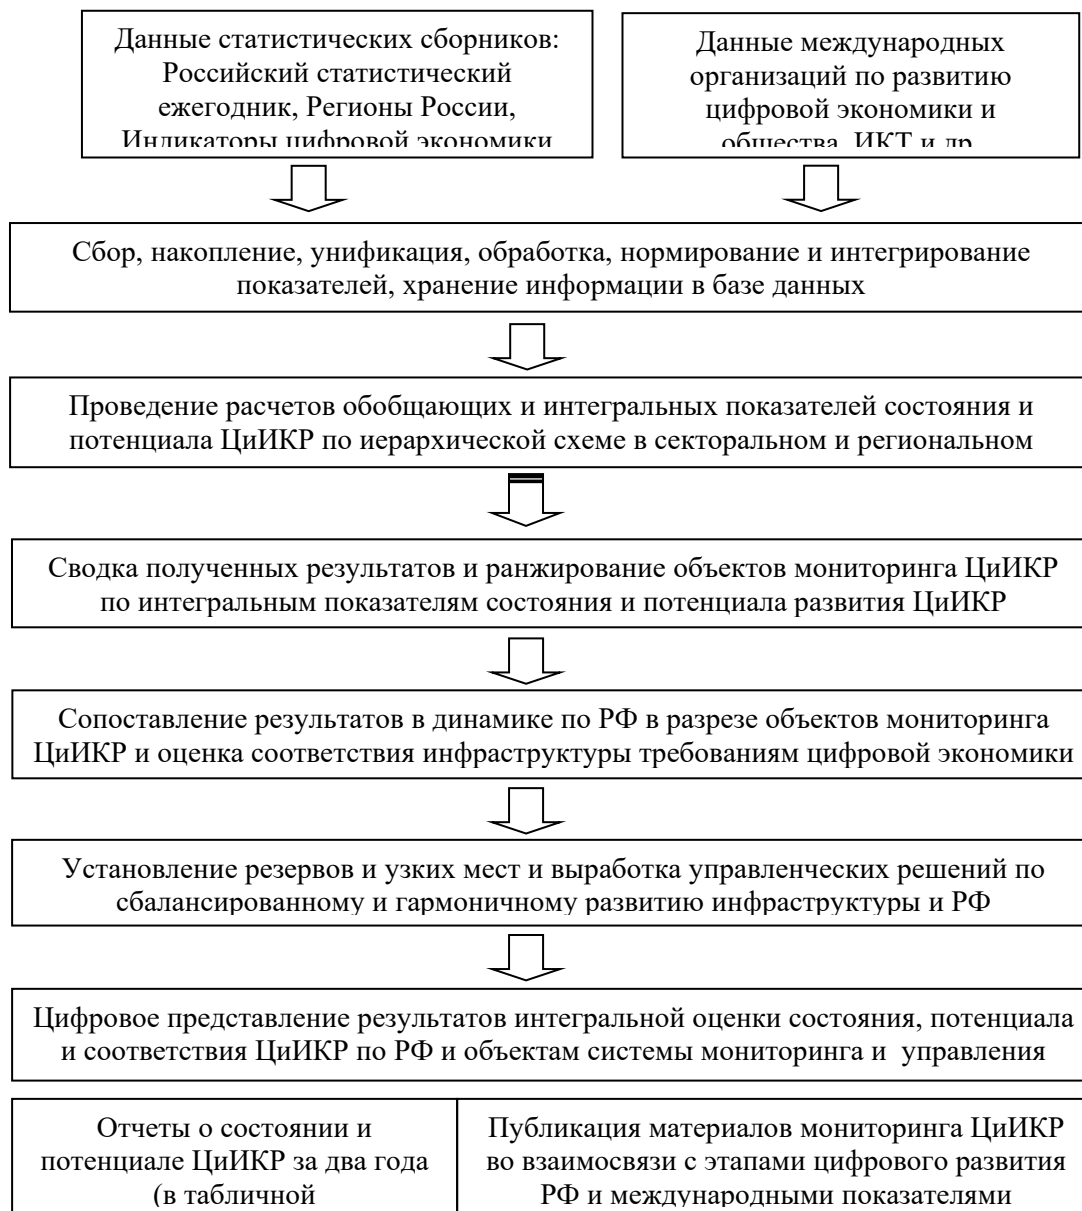 Данные статистических сборников:
Российский статистический
ежегодник, Регионы России,
Индикаторы цифровой экономики
Данные международных
организаций по развитию
цифровой экономики и
общества, ИКТ и др
Сбор, накопление, унификация, обработка, нормирование и интегрирование
показателей, хранение информации в базе данных
Проведение расчетов обобщающих и интегральных показателей состояния и
потенциала ЦиИКР по иерархической схеме в секторальном и региональном
Сводка полученных результатов и ранжирование объектов мониторинга ЦиИКР
по интегральным показателям состояния и потенциала развития ЦиИКР
Сопоставление результатов в динамике по РФ в разрезе объектов мониторинга
ЦиИКР и оценка соответствия инфраструктуры требованиям цифровой экономики
Установление резервов и узких мест и выработка управленческих решений по
сбалансированному и гармоничному развитию инфраструктуры и РФ
Цифровое представление результатов интегральной оценки состояния, потенциала
и соответствия ЦиИКР по РФ и объектам системы мониторинга и управления
Отчеты о состоянии и
потенциале ЦиИКР за два года
(в табличной
Публикация материалов мониторинга ЦиИКР
во взаимосвязи с этапами цифрового развития
РФ и международными показателями